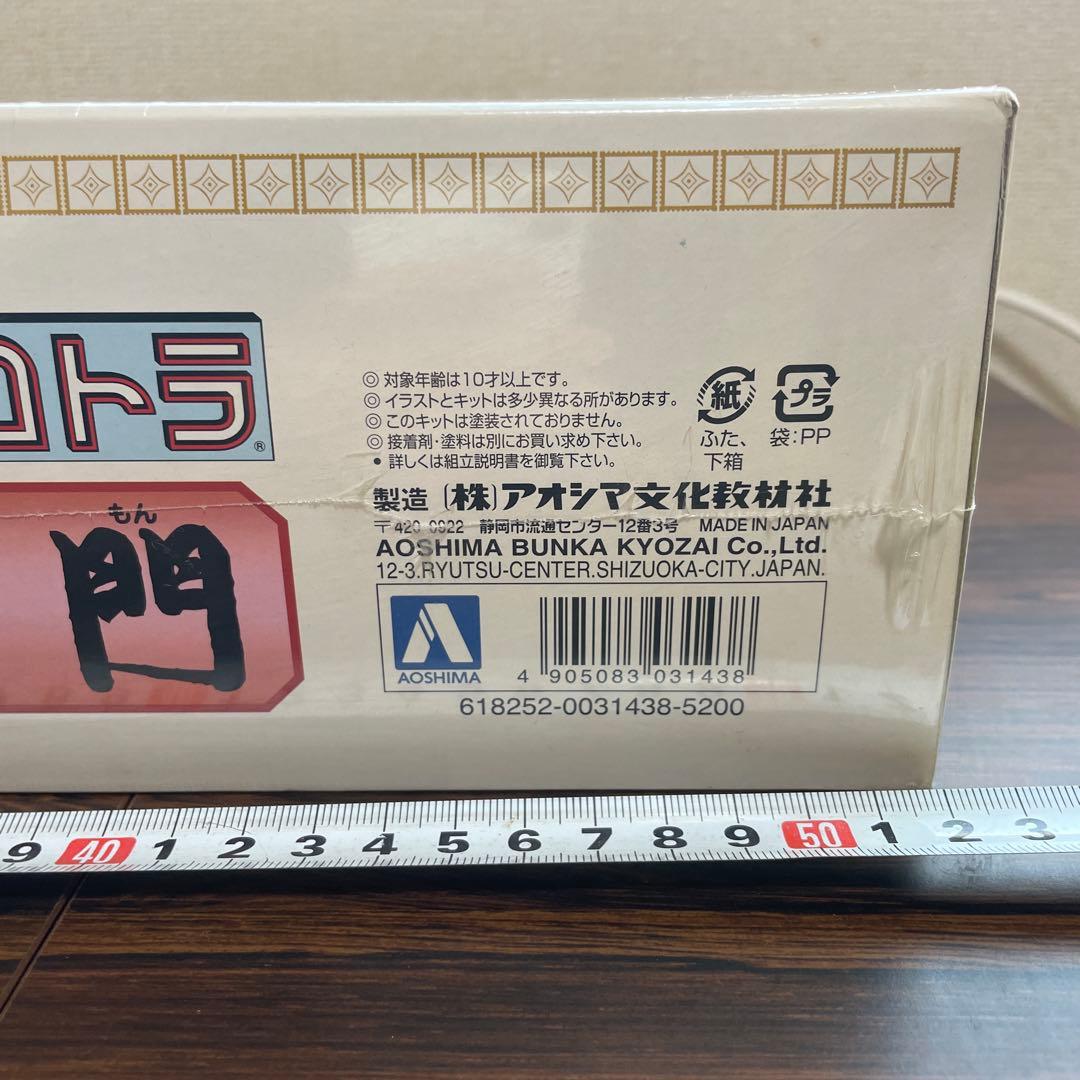 コトラ®
もん
門
◎ 対象年齢は10才以上です。
◎ イラストとキットは多少異なる所があります。
◎ このキットは塗装されておりません。
◎ 接着剤・塗料は別にお買い求め下さい。
• 詳しくは組立説明書を御覧下さい。
紙
ふた、
下箱
プラ
袋:PP
製造 (株)アオシマ文化教材社
〒420-0922 静岡市流通センター12番3号 MADE IN JAPAN
AOSHIMA BUNKA KYOZAI Co.,Ltd.
12-3.RYUTSU-CENTER.SHIZUOKA-CITY.JAPAN.
AOSHIMA
4 905083 031438
618252-0031438-5200
9 40 1 2 3 4 5 6 7 8 9 50 1 2 3